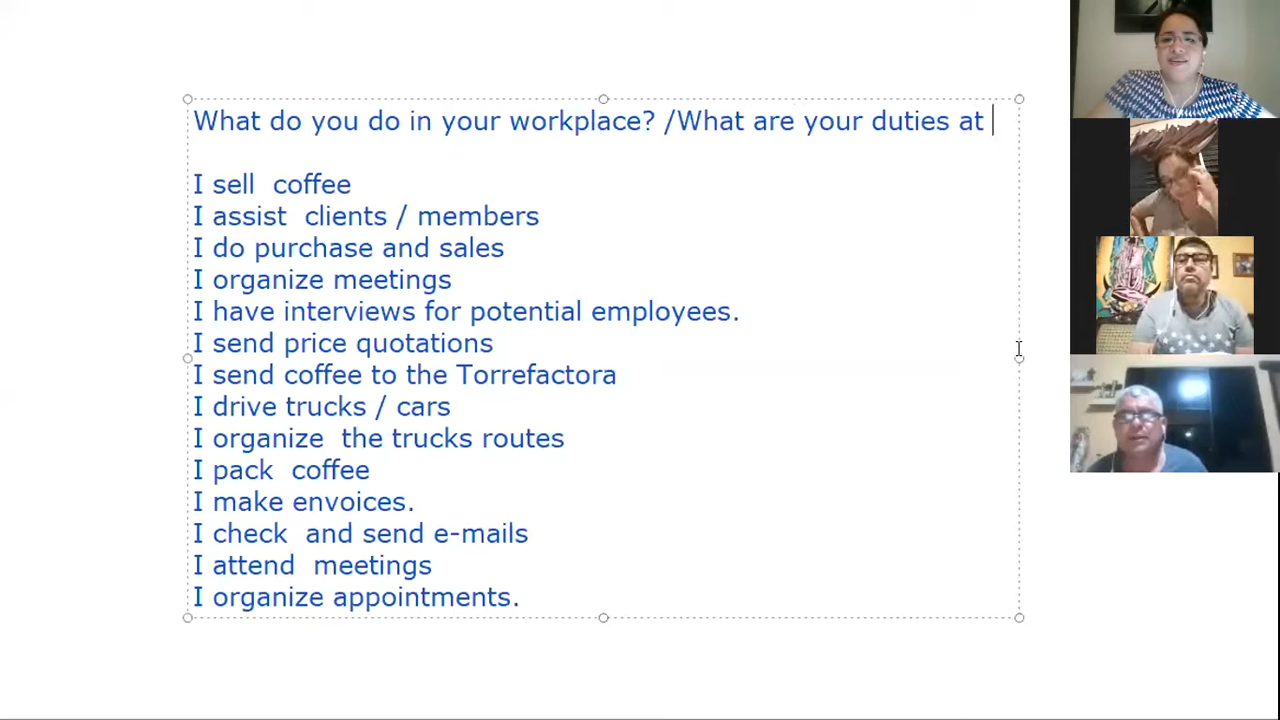 What do you do in your workplace? /What are your duties at
I sell  coffee
I assist  clients / members
I do purchase and sales
I organize meetings
I have interviews for potential employees.
I send price quotations
I send coffee to the Torrefactora
I drive trucks / cars
I organize  the trucks routes
I pack  coffee
I make envoices.
I check  and send e-mails
I attend  meetings
I organize appointments.